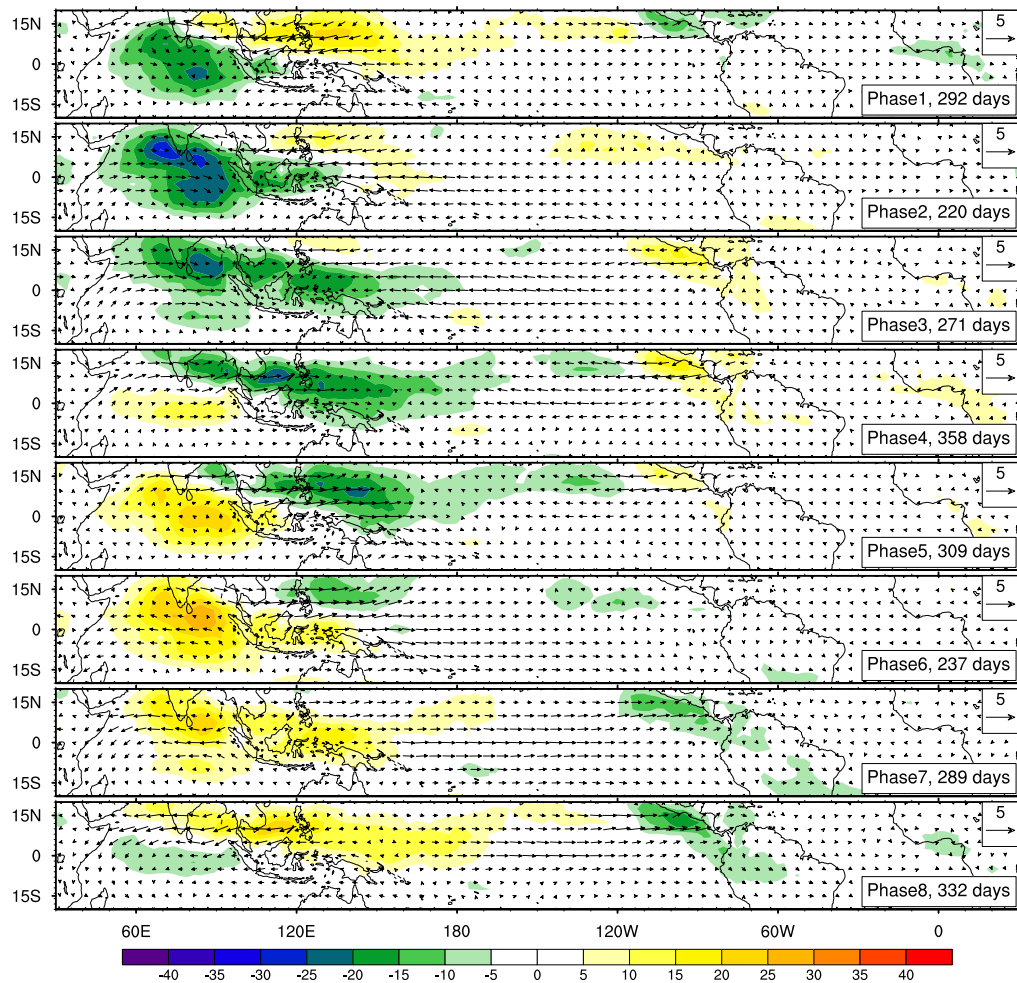 15N
0
15S
5
Phase1, 292 days
15N
0
15S
5
Phase2, 220 days
15N
0
15S
5
Phase3, 271 days
15N
0
15S
5
Phase4, 358 days
15N
0
15S
5
Phase5, 309 days
15N
0
15S
5
Phase6, 237 days
15N
0
15S
5
Phase7, 289 days
15N
0
15S
5
Phase8, 332 days
60E 120E 180 120W 60W 0
-40 -35 -30 -25 -20 -15 -10 -5 0 5 10 15 20 25 30 35 40